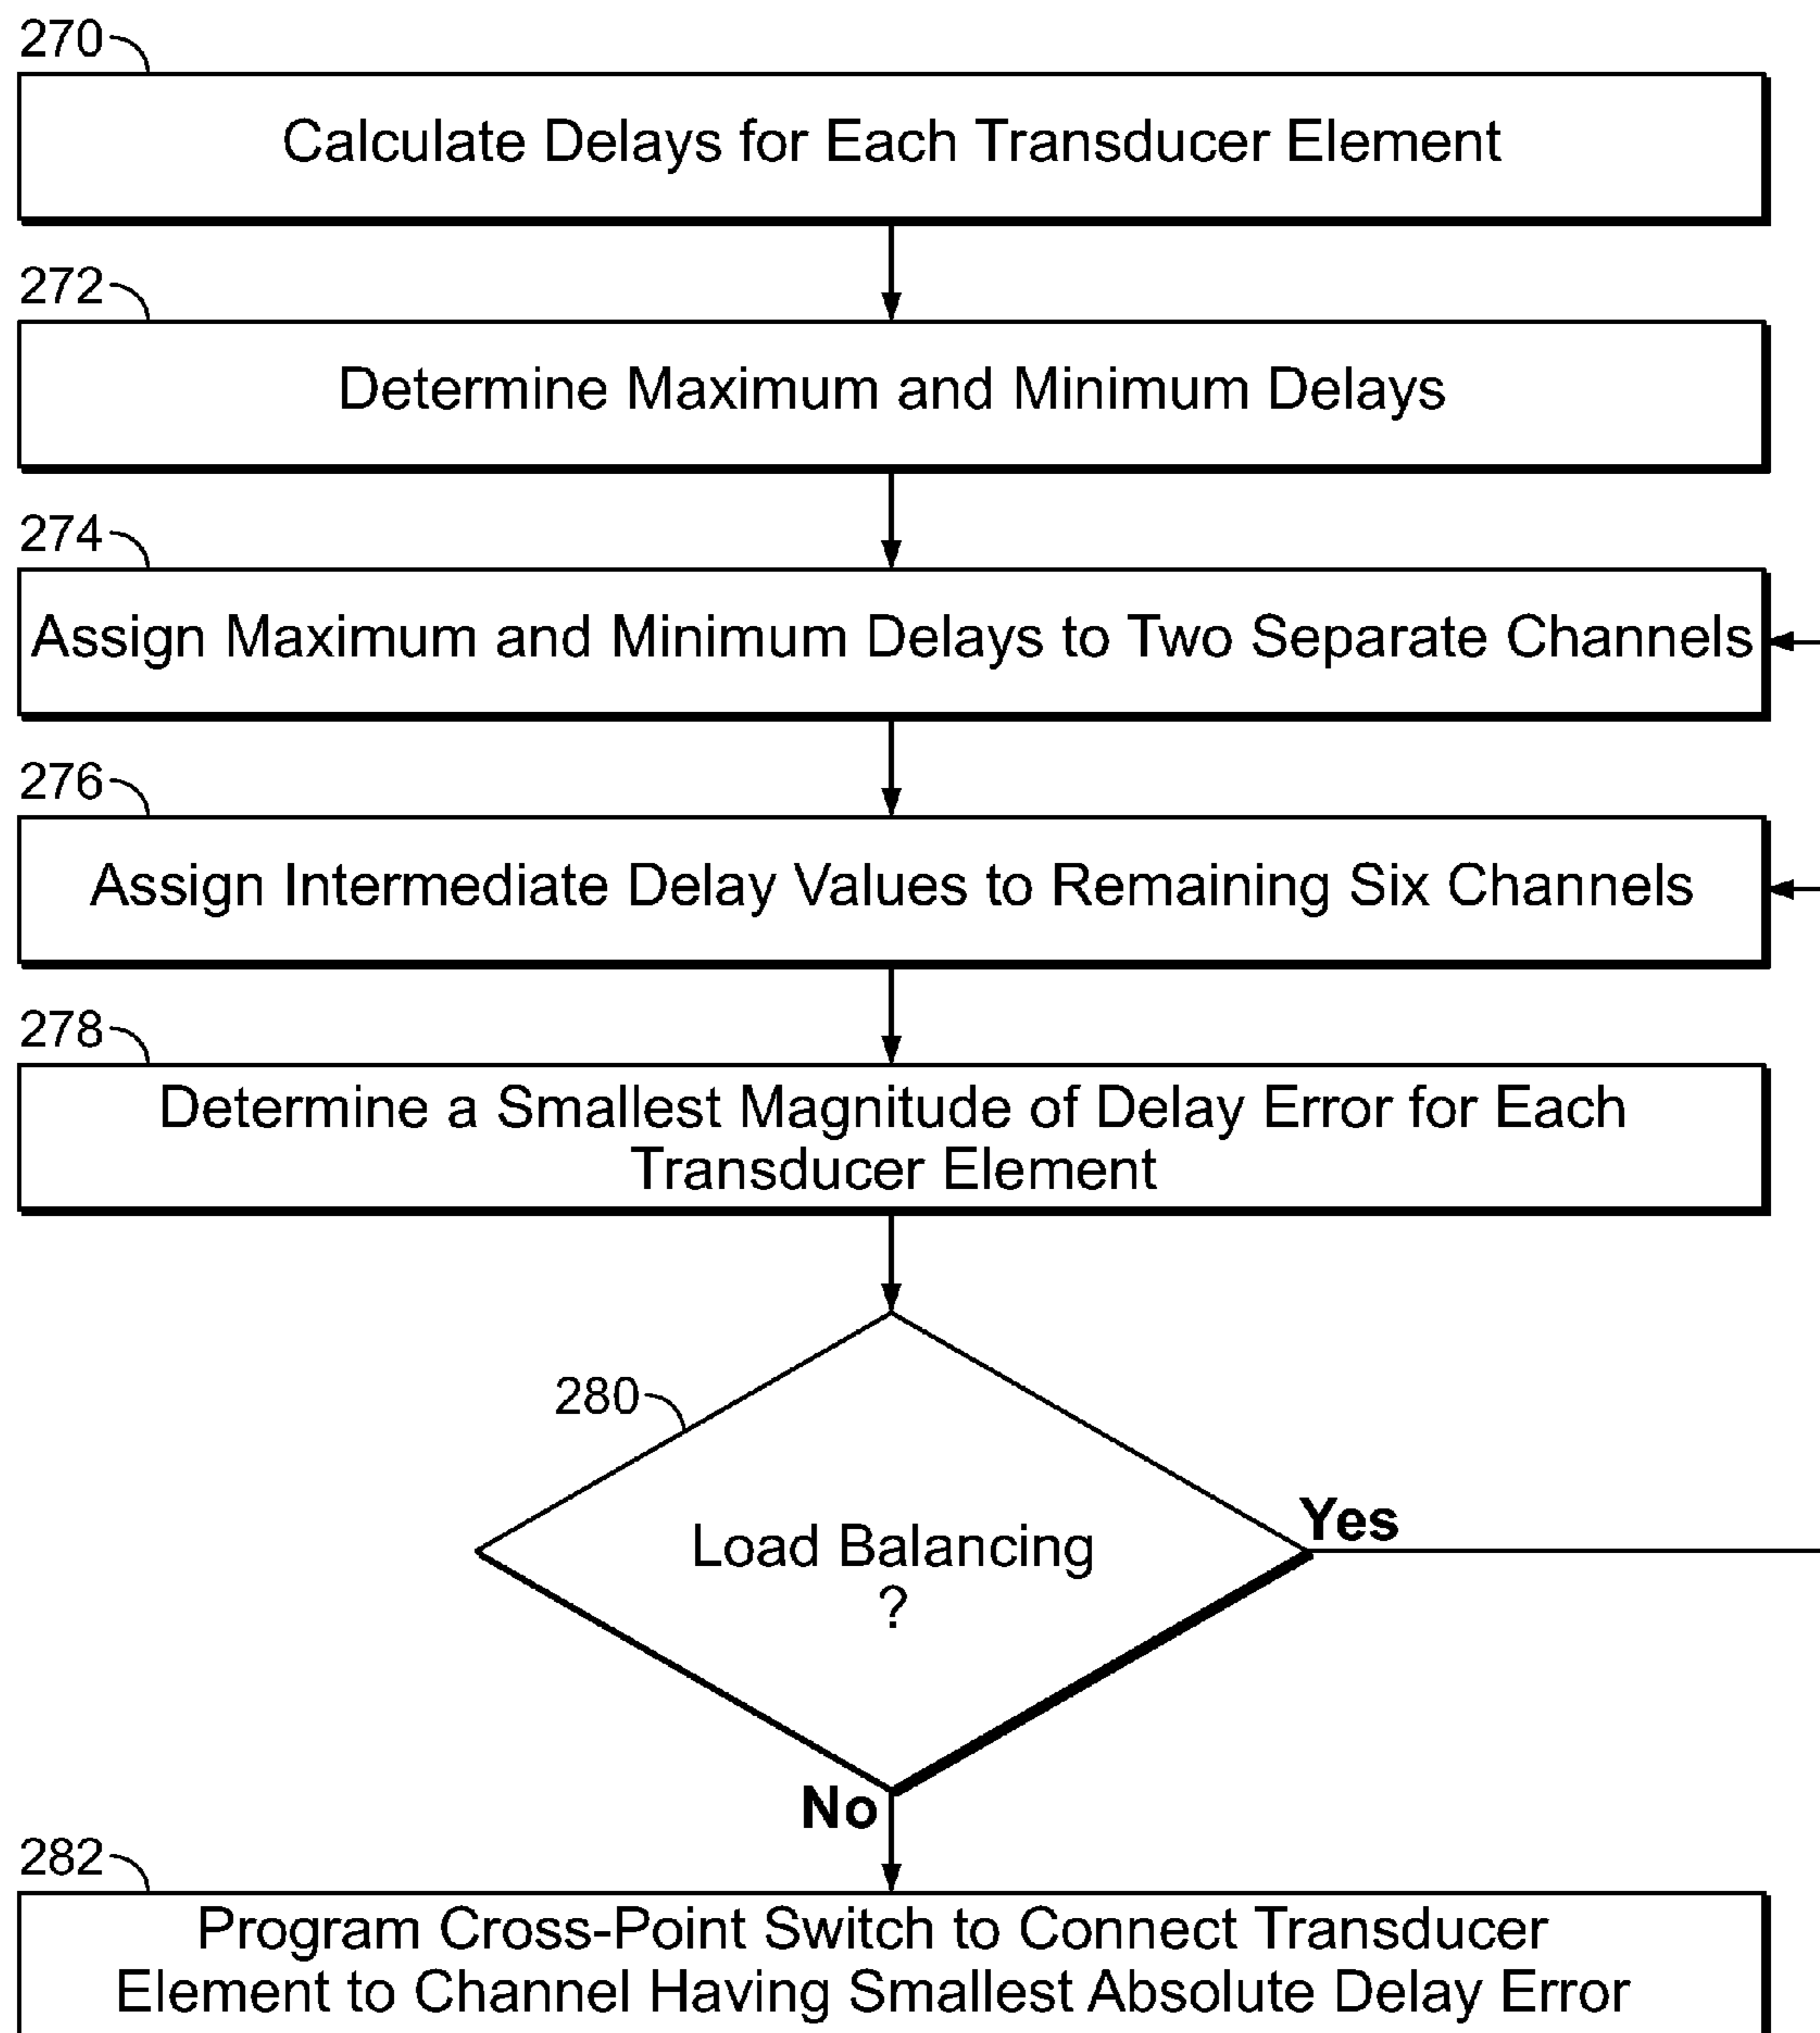 270
Calculate Delays for Each Transducer Element
272
Determine Maximum and Minimum Delays
274
Assign Maximum and Minimum Delays to Two Separate Channels
276
Assign Intermediate Delay Values to Remaining Six Channels
278
Determine a Smallest Magnitude of Delay Error for Each
Transducer Element
280
Load Balancing
?
Yes
No
282
Program Cross-Point Switch to Connect Transducer
Element to Channel Having Smallest Absolute Delay Error